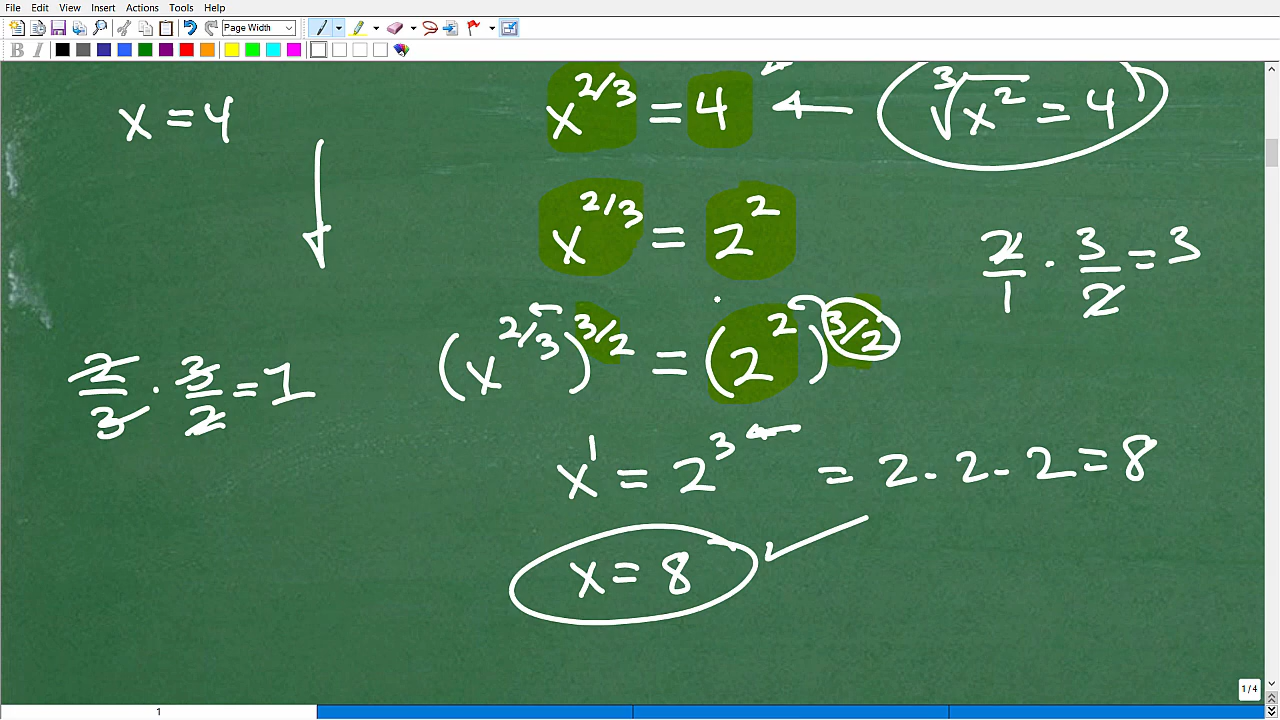 File Edit View Insert Actions Tools Help
Page Width
B I
x = 4
x^{2/3} = 4
∛x² = 4
x^{2/3} = 2²
2/1 · 3/2 = 3
(x^{2/3})^{3/2} = (2²)^{3/2}
2/3 · 3/2 = 1
x¹ = 2³ = 2 · 2 · 2 = 8
x = 8
1/4
1